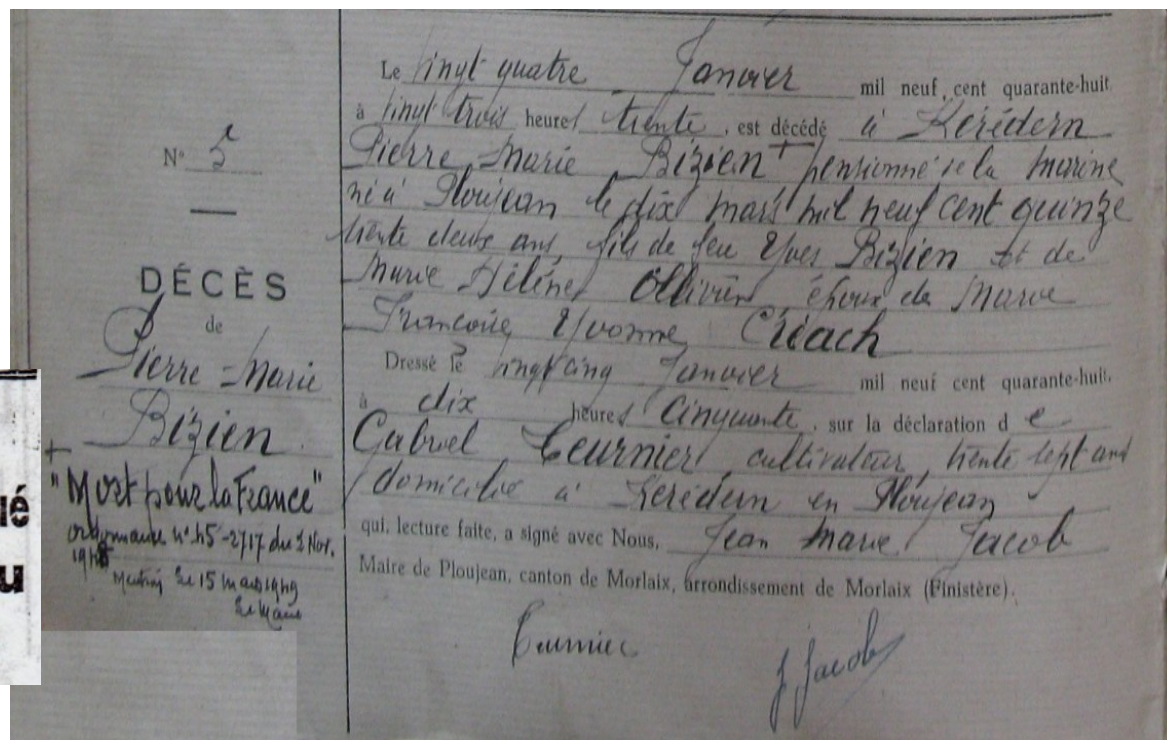 N° 5
DÉCÈS
de
Pierre-Marie
Bizien
+
"Mort pour la France"
ordonnance n° 45-2717 du 2 Nov.
1945
Mention le 15 mars 1949
Le Maire
Le vingt quatre Janvier mil neuf cent quarante-huit
à vingt trois heures trente, est décédé à Kérédern
Pierre Marie Bizien + pensionné de la marine
né à Ploujean le dix mars mil neuf cent quinze
trente deux ans, fils de feu Yves Bizien et de
Marie Hélène Ollivier, époux de Marie
Françoise Yvonne Créach
Dressé le vingt cinq Janvier mil neuf cent quarante-huit,
à dix heures cinquante, sur la déclaration de
Gabriel Teurnier, cultivateur, trente sept ans
domicilié à Kérédern en Ploujean
qui, lecture faite, a signé avec Nous, Jean Marie Jacob
Maire de Ploujean, canton de Morlaix, arrondissement de Morlaix (Finistère).
Teurnier
J Jacob
lé
u